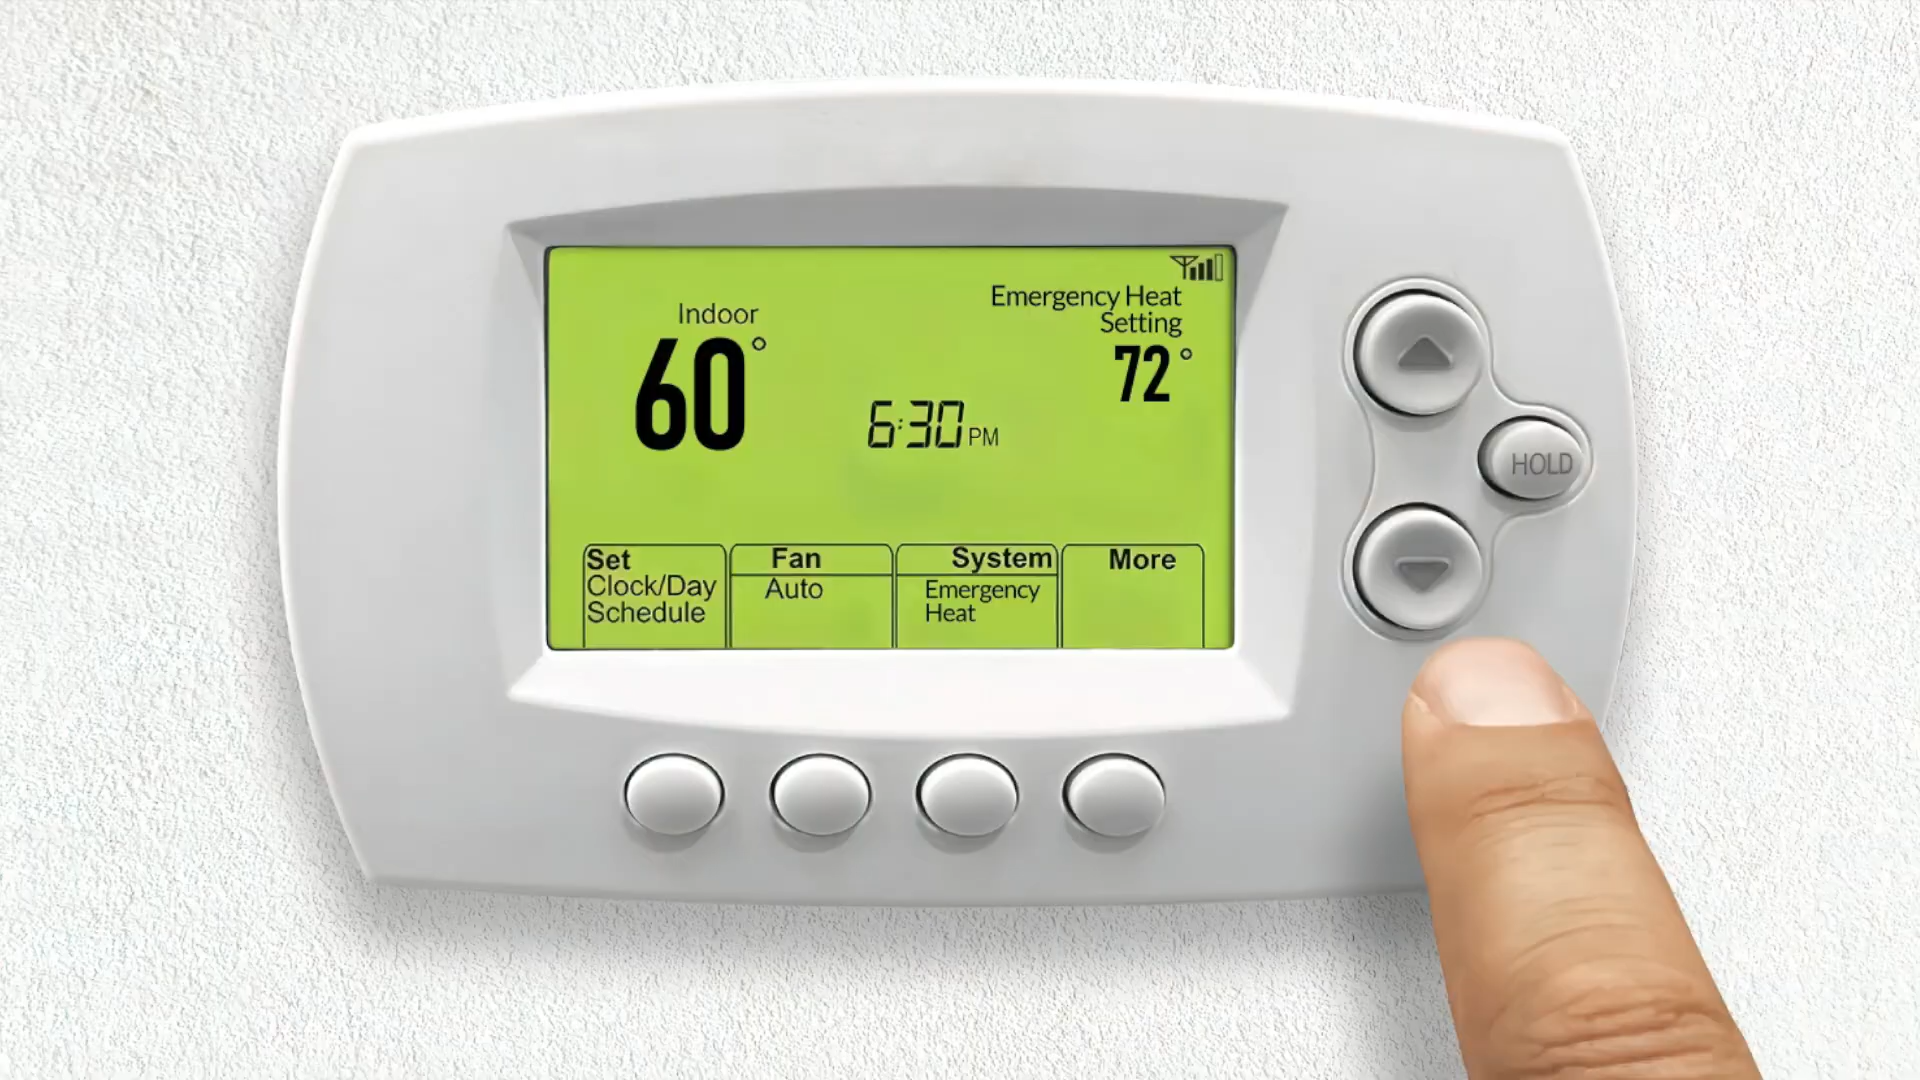 Indoor
60°
Emergency Heat
Setting
72°
6:30 PM
HOLD
Set
Clock/Day
Schedule
Fan
Auto
System
Emergency
Heat
More